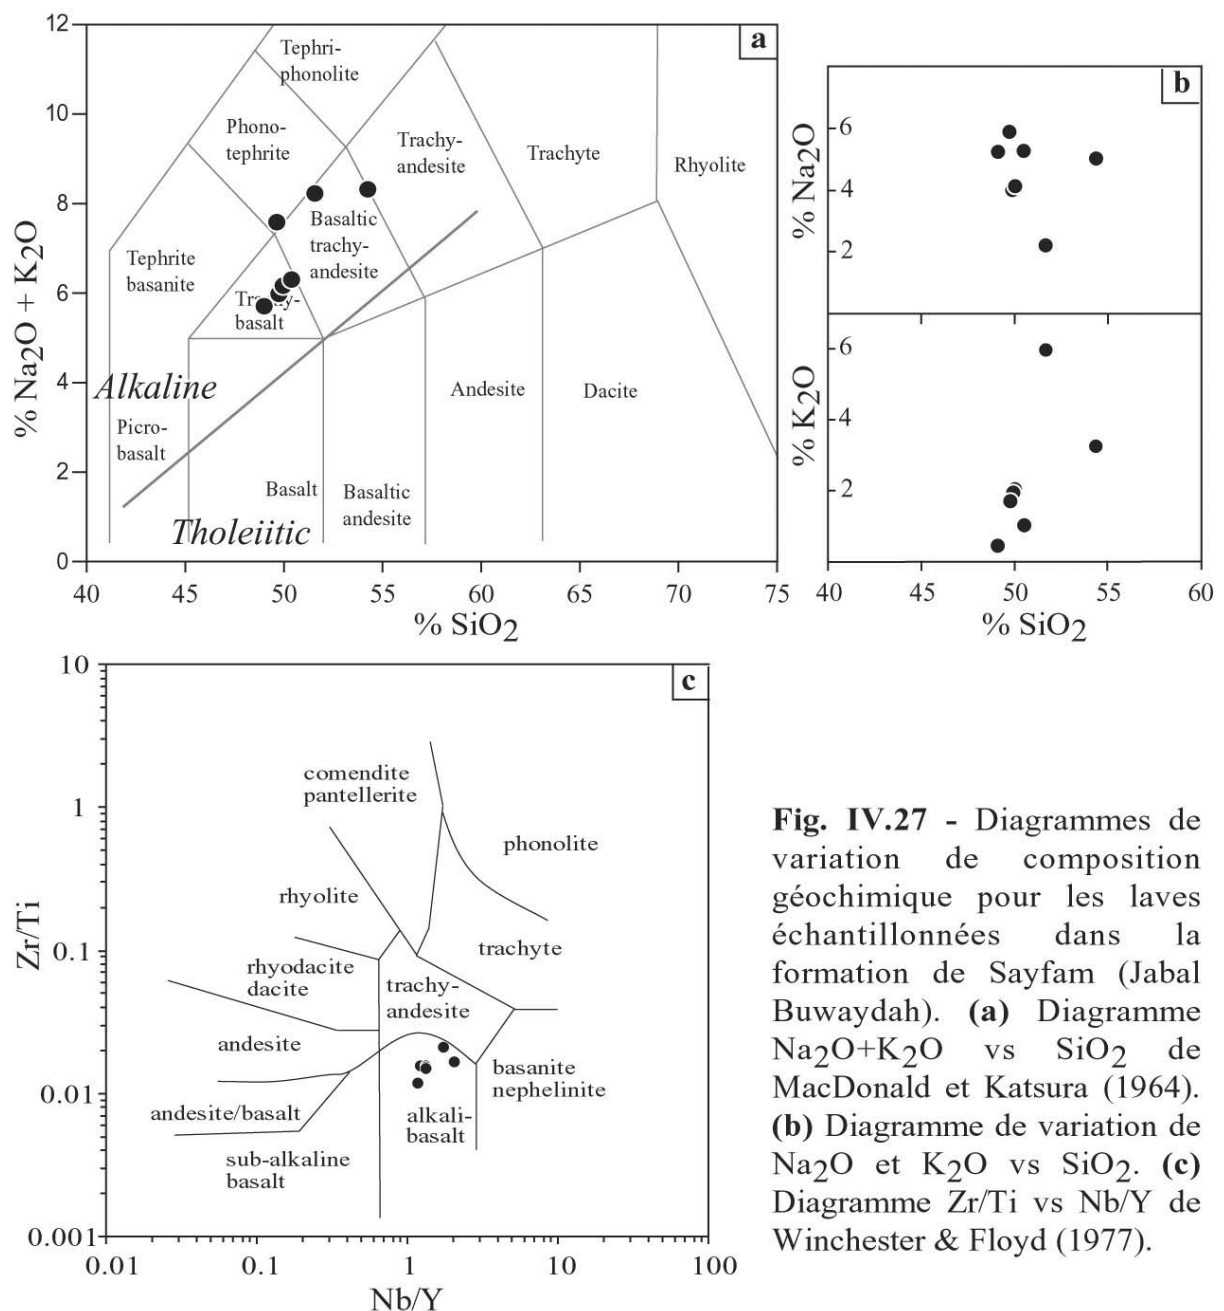 a
12
10
8
6
4
2
0
% Na2O + K2O
Tephri-
phonolite
Phono-
tephrite
Trachy-
andesite
Trachyte
Rhyolite
Basaltic
trachy-
andesite
Tephrite
basanite
Trachy-
basalt
Alkaline
Picro-
basalt
Andesite
Dacite
Basalt
Basaltic
andesite
Tholeiitic
40 45 50 55 60 65 70 75
% SiO2
b
% Na2O
6
4
2
% K2O
6
4
2
40 45 50 55 60
% SiO2
c
10
1
0.1
0.01
0.001
Zr/Ti
comendite
pantellerite
phonolite
rhyolite
trachyte
rhyodacite
dacite
trachy-
andesite
andesite
basanite
nephelinite
andesite/basalt
alkali-
basalt
sub-alkaline
basalt
0.01 0.1 1 10 100
Nb/Y
Fig. IV.27 - Diagrammes de
variation de composition
géochimique pour les laves
échantillonnées dans la
formation de Sayfam (Jabal
Buwaydah). (a) Diagramme
Na2O+K2O vs SiO2 de
MacDonald et Katsura (1964).
(b) Diagramme de variation de
Na2O et K2O vs SiO2. (c)
Diagramme Zr/Ti vs Nb/Y de
Winchester & Floyd (1977).